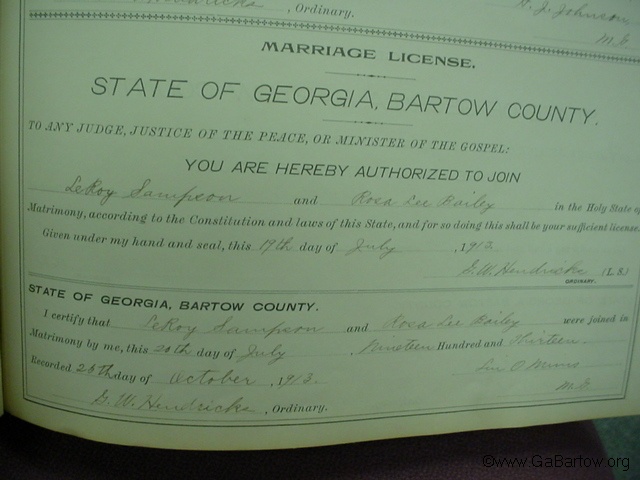 , Ordinary.
MARRIAGE LICENSE.
STATE OF GEORGIA, BARTOW COUNTY.
TO ANY JUDGE, JUSTICE OF THE PEACE, OR MINISTER OF THE GOSPEL:
YOU ARE HEREBY AUTHORIZED TO JOIN
LeRoy Sampson and Rosa Lee Bailey in the Holy State of
Matrimony, according to the Constitution and laws of this State, and for so doing this shall be your sufficient license.
Given under my hand and seal, this 19th day of July , 1913
G. W. Hendricks (L. S.)
ORDINARY.
STATE OF GEORGIA, BARTOW COUNTY.
I certify that LeRoy Sampson and Rosa Lee Bailey were joined in
Matrimony by me, this 20th day of July , Nineteen Hundred and Thirteen.
Recorded 25th day of October , 1913.
M. G.
G. W. Hendricks , Ordinary.
©www.GaBartow.org